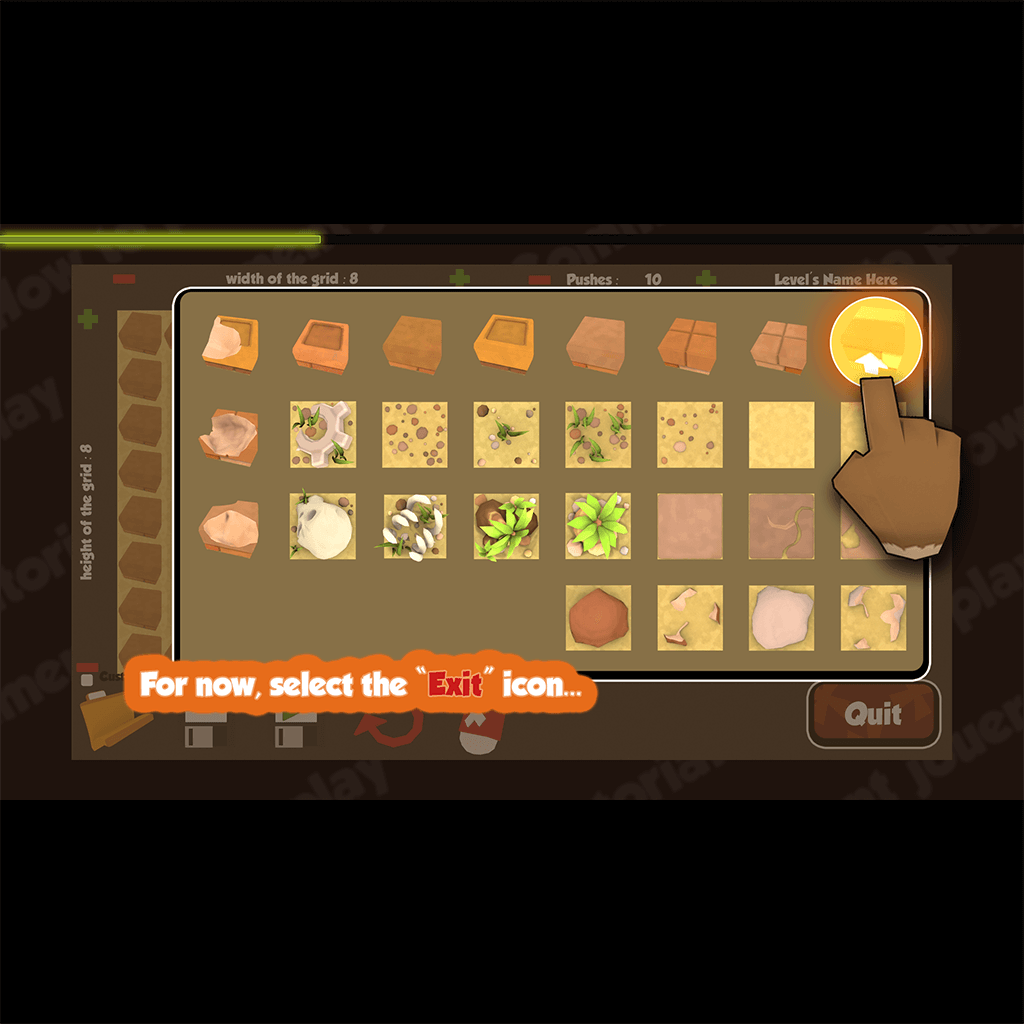 width of the grid : 8
Pushes : 10
Level's Name Here
height of the grid : 8
For now, select the "Exit" icon...
Quit